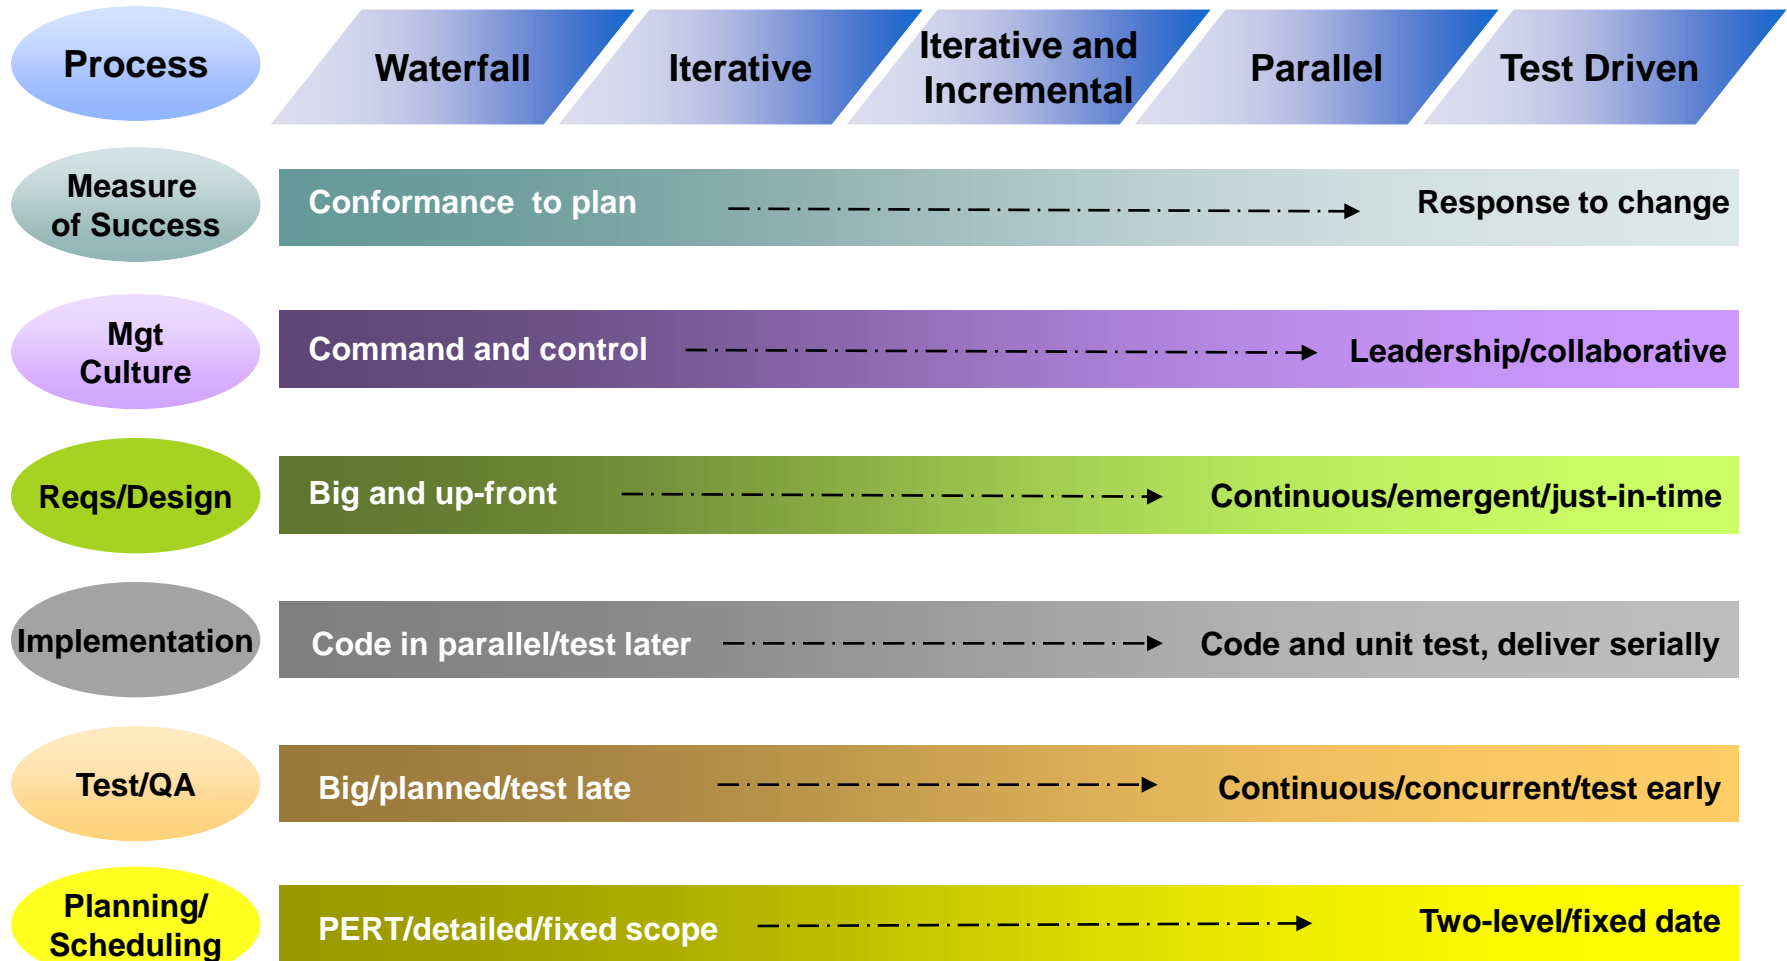 Process
Waterfall
Iterative
Iterative and
Incremental
Parallel
Test Driven
Measure
of Success
Conformance  to plan
Response to change
Mgt
Culture
Command and control
Leadership/collaborative
Reqs/Design
Big and up-front
Continuous/emergent/just-in-time
Implementation
Code in parallel/test later
Code and unit test, deliver serially
Test/QA
Big/planned/test late
Continuous/concurrent/test early
Planning/
Scheduling
PERT/detailed/fixed scope
Two-level/fixed date